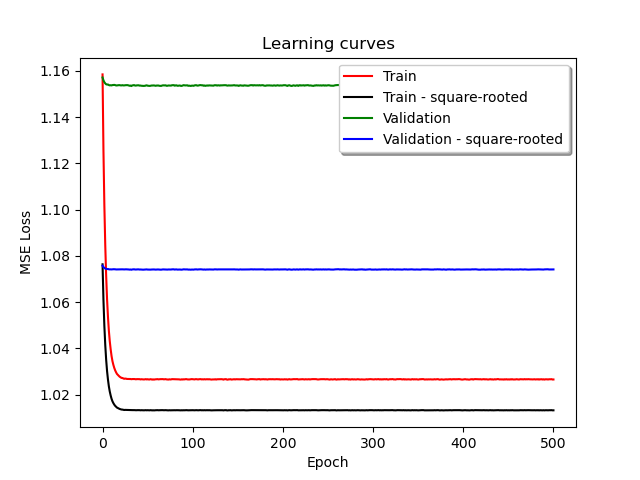 Learning curves
1.16
1.14
1.12
1.10
1.08
1.06
1.04
1.02
MSE Loss
Train
Train - square-rooted
Validation
Validation - square-rooted
0 100 200 300 400 500
Epoch